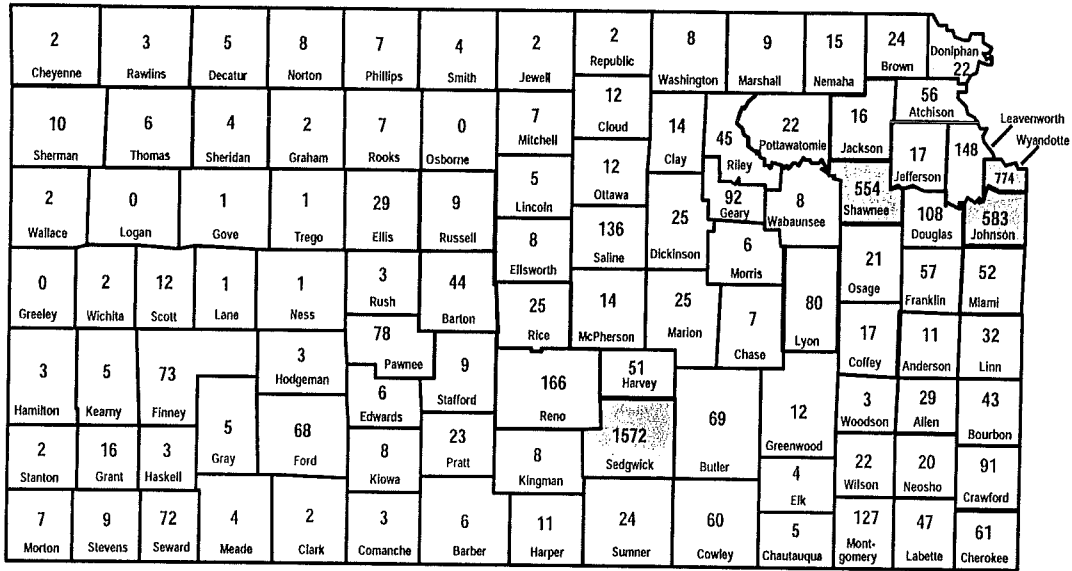 2
Cheyenne
3
Rawlins
5
Decatur
8
Norton
7
Phillips
4
Smith
2
Jewell
2
Republic
8
Washington
9
Marshall
15
Nemaha
24
Brown
Doniphan
22
10
Sherman
6
Thomas
4
Sheridan
2
Graham
7
Rooks
0
Osborne
7
Mitchell
12
Cloud
14
Clay
45
Riley
22
Pottawatomie
16
Jackson
56
Atchison
17
Jefferson
148
Leavenworth
Wyandotte
774
2
Wallace
0
Logan
1
Gove
1
Trego
29
Ellis
9
Russell
5
Lincoln
12
Ottawa
92
Geary
8
Wabaunsee
554
Shawnee
108
Douglas
583
Johnson
8
Ellsworth
136
Saline
25
Dickinson
6
Morris
0
Greeley
2
Wichita
12
Scott
1
Lane
1
Ness
3
Rush
44
Barton
25
Rice
14
McPherson
25
Marion
7
Chase
80
Lyon
21
Osage
57
Franklin
52
Miami
17
Coffey
11
Anderson
32
Linn
3
Hamilton
5
Kearny
73
Finney
3
Hodgeman
78
Pawnee
6
Edwards
9
Stafford
166
Reno
51
Harvey
1572
Sedgwick
69
Butler
12
Greenwood
3
Woodson
29
Allen
43
Bourbon
2
Stanton
16
Grant
3
Haskell
5
Gray
68
Ford
8
Kiowa
23
Pratt
8
Kingman
4
Elk
22
Wilson
20
Neosho
91
Crawford
7
Morton
9
Stevens
72
Seward
4
Meade
2
Clark
3
Comanche
6
Barber
11
Harper
24
Sumner
60
Cowley
5
Chautauqua
127
Mont-
gomery
47
Labette
61
Cherokee